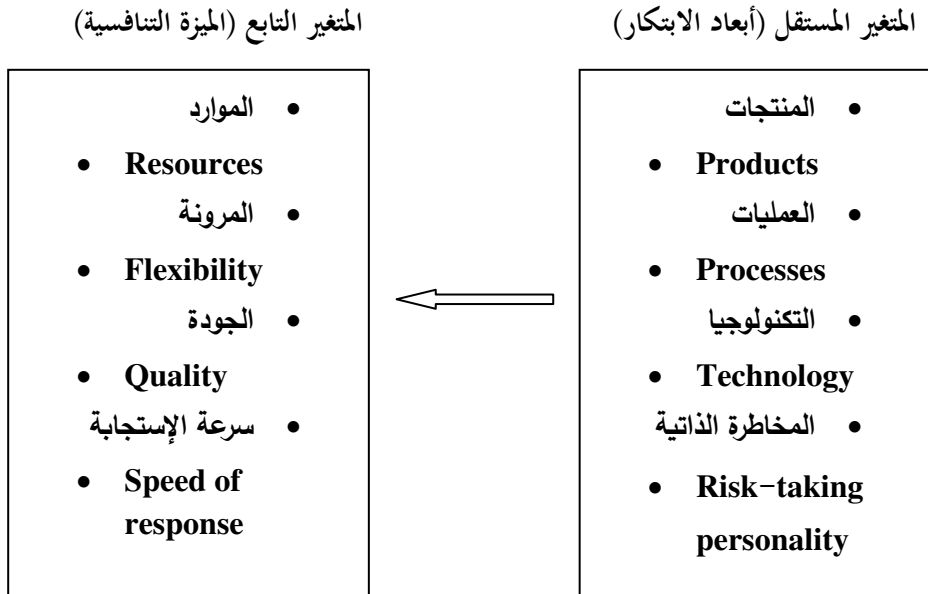 المتغير المستقل (أبعاد الابتكار)
المتغير التابع (الميزة التنافسية)
• المنتجات
• Products
• العمليات
• Processes
• التكنولوجيا
• Technology
• المخاطرة الذاتية
• Risk-taking
personality
• الموارد
• Resources
• المرونة
• Flexibility
• الجودة
• Quality
• سرعة الإستجابة
• Speed of
response